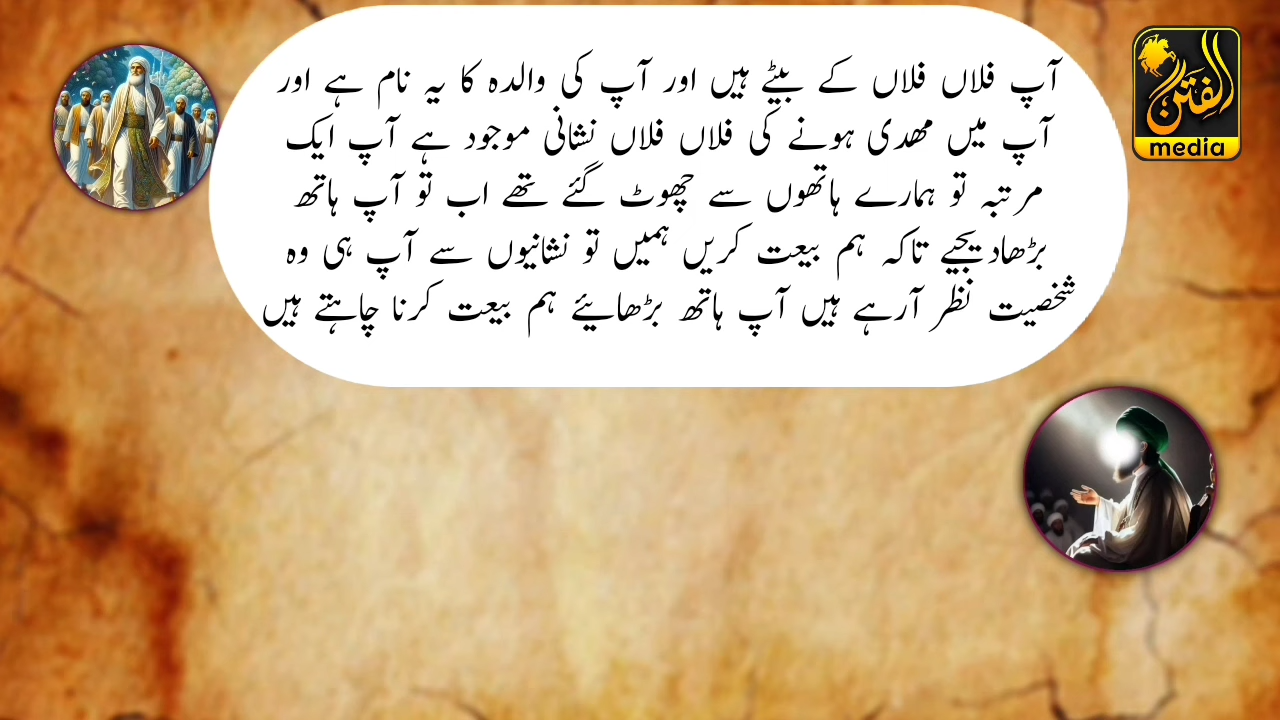 آپ فلاں فلاں کے بیٹے ہیں اور آپ کی والدہ کا یہ نام ہے اور
آپ میں مھدی ہونے کی فلاں فلاں نشانی موجود ہے آپ ایک
مرتبہ تو ہمارے ہاتھوں سے چھوٹ گئے تھے اب تو آپ ہاتھ
بڑھادیجیے تاکہ ہم بیعت کریں ہمیں تو نشانیوں سے آپ ہی وہ
شخصیت نظر آرہے ہیں آپ ہاتھ بڑھایئے ہم بیعت کرنا چاہتے ہیں
الفتن
media